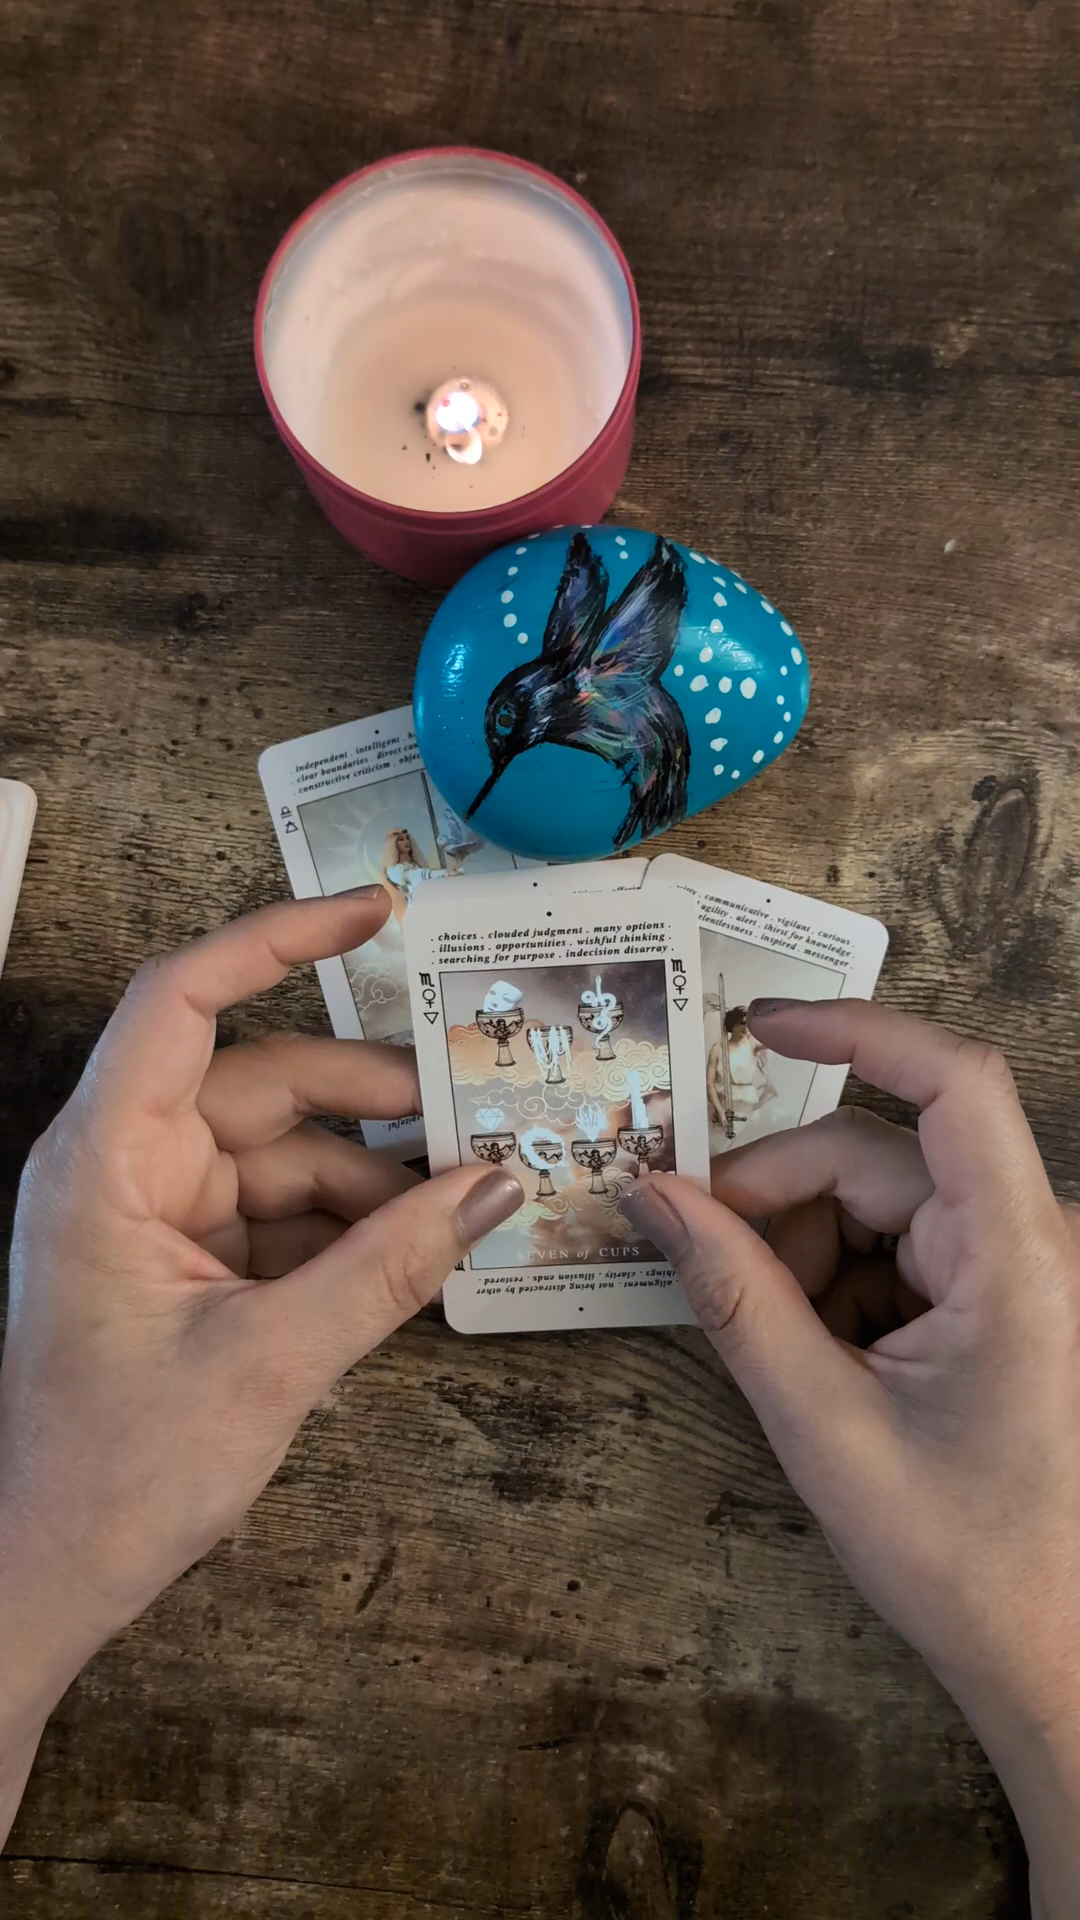 independent . intelligent .
. clear boundaries . direct
. constructive criticism .
. communicative . vigilant . curious .
agility . alert . thirst for knowledge .
. inspired . messenger .
. choices . clouded judgment . many options .
. illusions . opportunities . wishful thinking .
. searching for purpose . indecision disarray .
SEVEN of CUPS
alignment . not being distracted by other
things . clarity . illusion ends . restored .